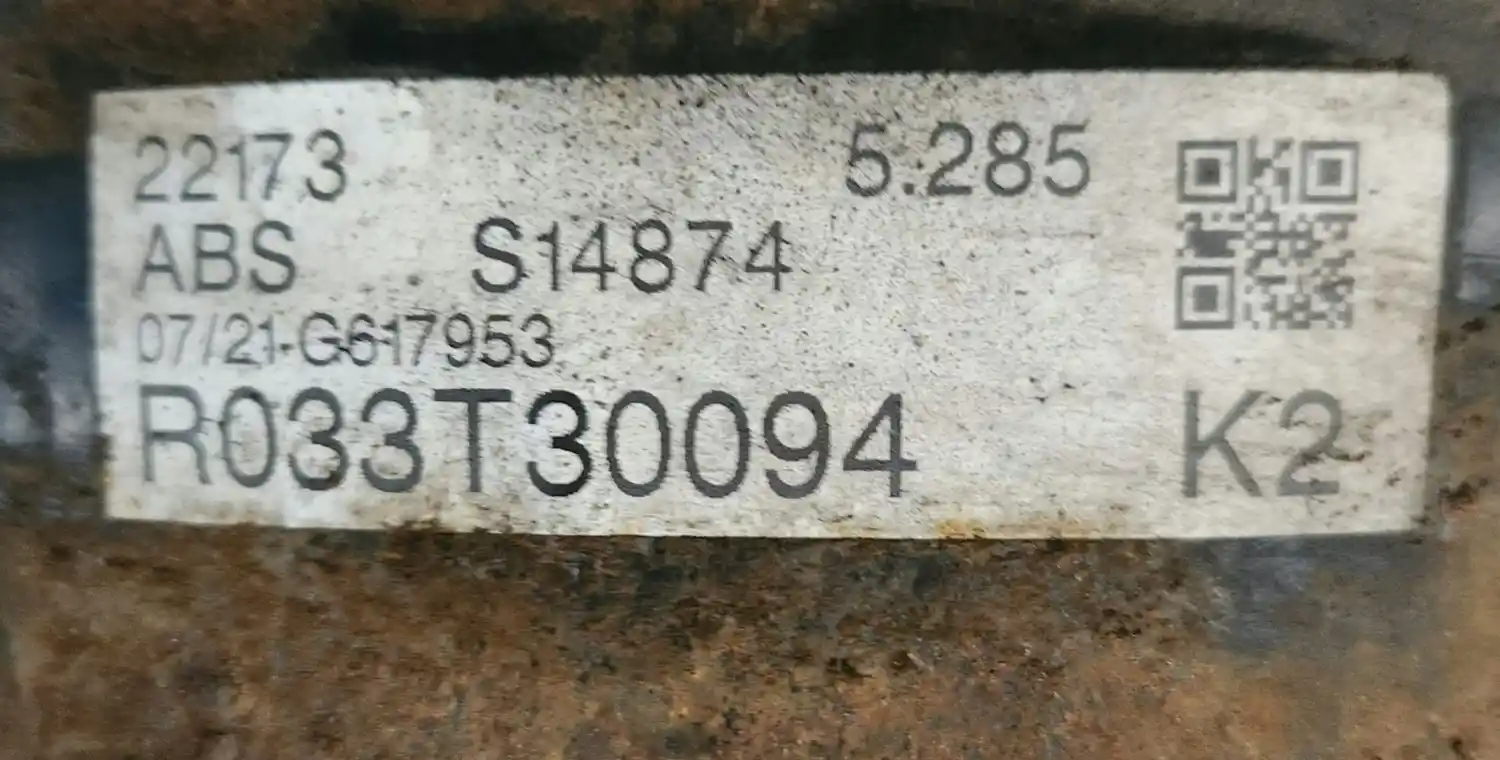 22173 5.285
ABS S14874
07/21-G617953
R033T30094 K2